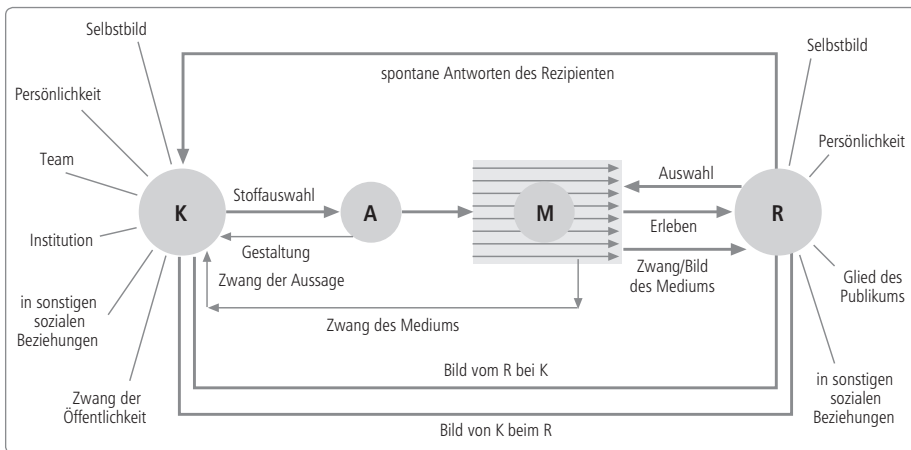 Selbstbild
Persönlichkeit
Team
Institution
in sonstigen
sozialen
Beziehungen
Zwang der
Öffentlichkeit
spontane Antworten des Rezipienten
K
Stoffauswahl
Gestaltung
Zwang der Aussage
A
M
Zwang des Mediums
Auswahl
Erleben
Zwang/Bild
des Mediums
R
Bild vom R bei K
Bild von K beim R
Selbstbild
Persönlichkeit
Glied des
Publikums
in sonstigen
sozialen
Beziehungen